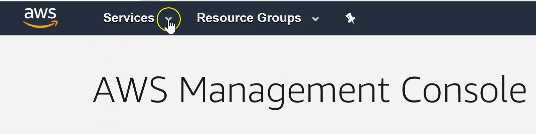 aws Services Resource Groups
AWS Management Console